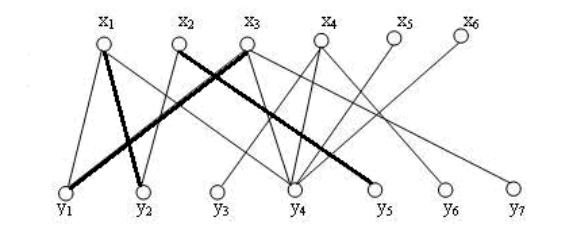 x₁ x₂ x₃ x₄ x₅ x₆
y₁ y₂ y₃ y₄ y₅ y₆ y₇